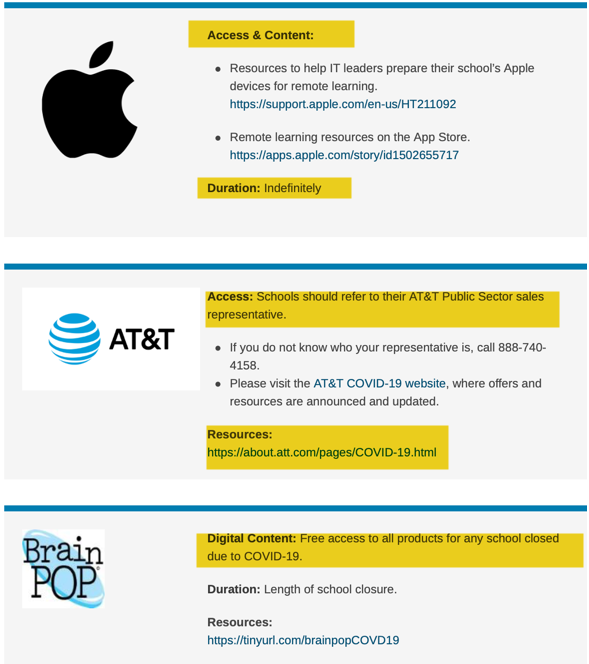 Access & Content:
● Resources to help IT leaders prepare their school's Apple
devices for remote learning.
https://support.apple.com/en-us/HT211092
● Remote learning resources on the App Store.
https://apps.apple.com/story/id1502655717
Duration: Indefinitely
AT&T
Access: Schools should refer to their AT&T Public Sector sales
representative.
● If you do not know who your representative is, call 888-740-
4158.
● Please visit the AT&T COVID-19 website, where offers and
resources are announced and updated.
Resources:
https://about.att.com/pages/COVID-19.html
Brain
POP
Digital Content: Free access to all products for any school closed
due to COVID-19.
Duration: Length of school closure.
Resources:
https://tinyurl.com/brainpopCOVD19